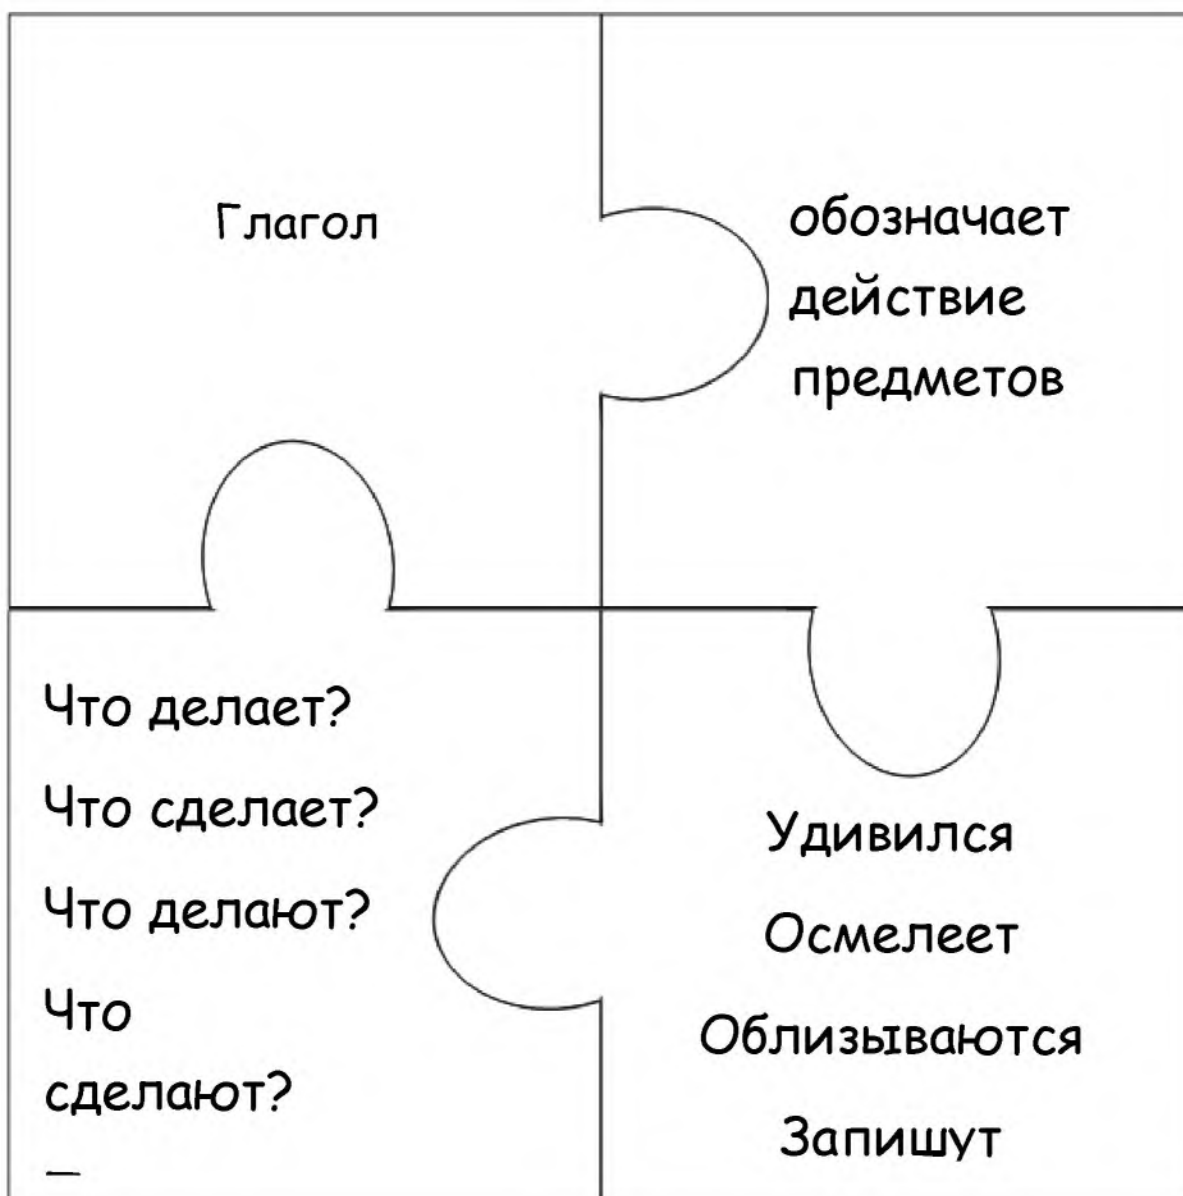 Глагол
обозначает
действие
предметов
Что делает?
Что сделает?
Что делают?
Что
сделают?
Удивился
Осмелеет
Облизываются
Запишут